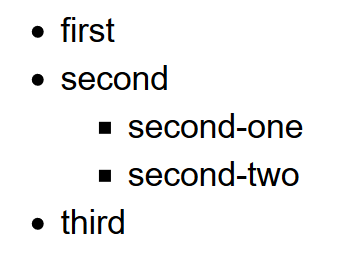 • first
• second
▪ second-one
▪ second-two
• third